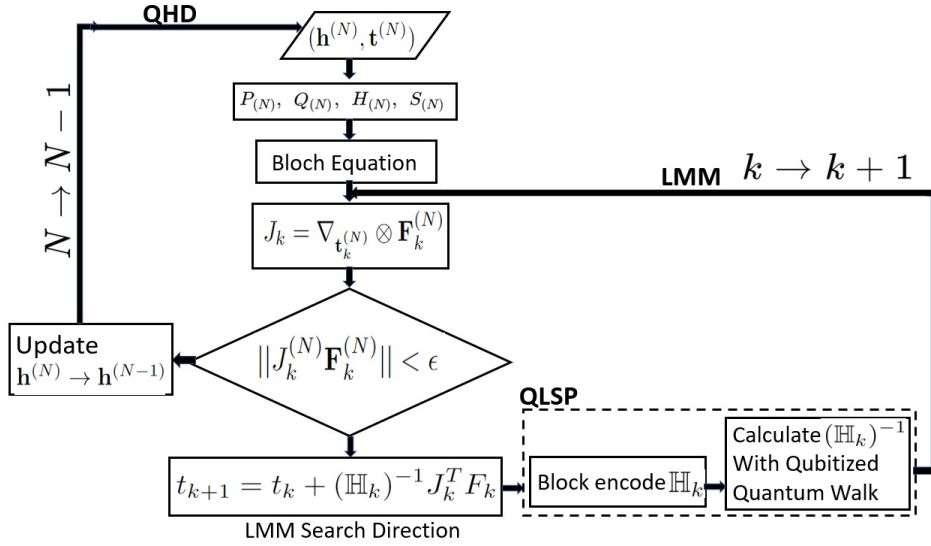 QHD
(𝐡^{(N)}, 𝐭^{(N)})
P_{(N)}, Q_{(N)}, H_{(N)}, S_{(N)}
Bloch Equation
N → N − 1
LMM k → k + 1
J_k = ∇_{𝐭_k^{(N)}} ⊗ 𝐅_k^{(N)}
||J_k^{(N)} 𝐅_k^{(N)}|| < ϵ
Update
𝐡^{(N)} → 𝐡^{(N−1)}
QLSP
t_{k+1} = t_k + (ℍ_k)^{−1} J_k^T F_k
LMM Search Direction
Block encode ℍ_k
Calculate (ℍ_k)^{−1}
With Qubitized
Quantum Walk